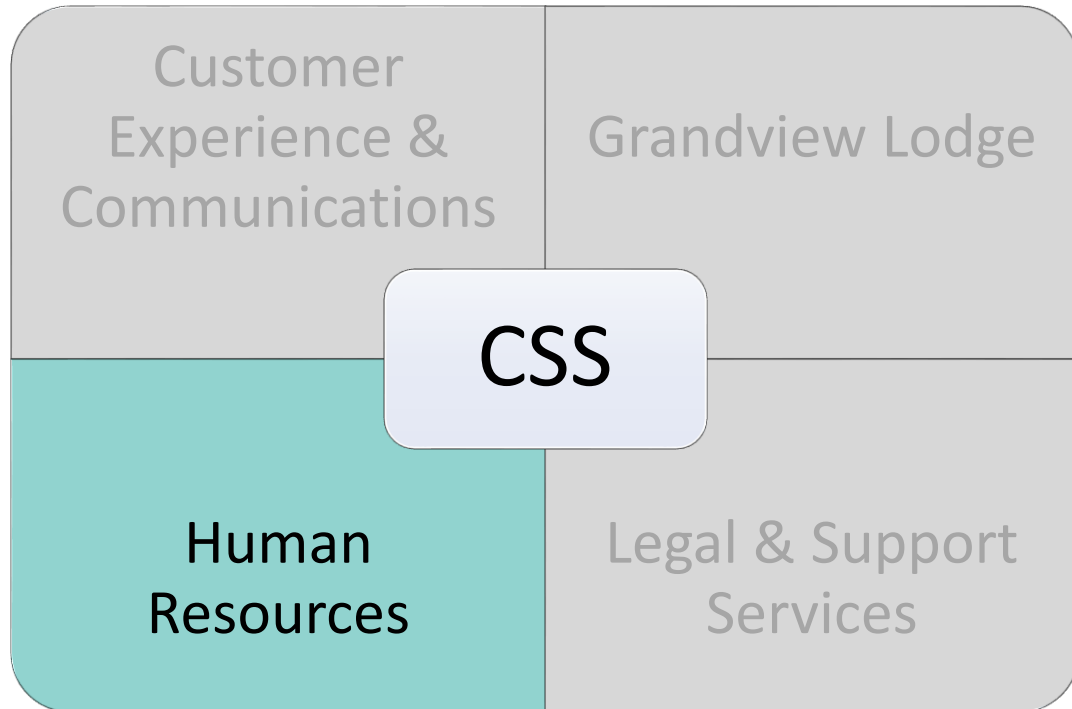 Customer
Experience &
Communications
Grandview Lodge
CSS
Human
Resources
Legal & Support
Services